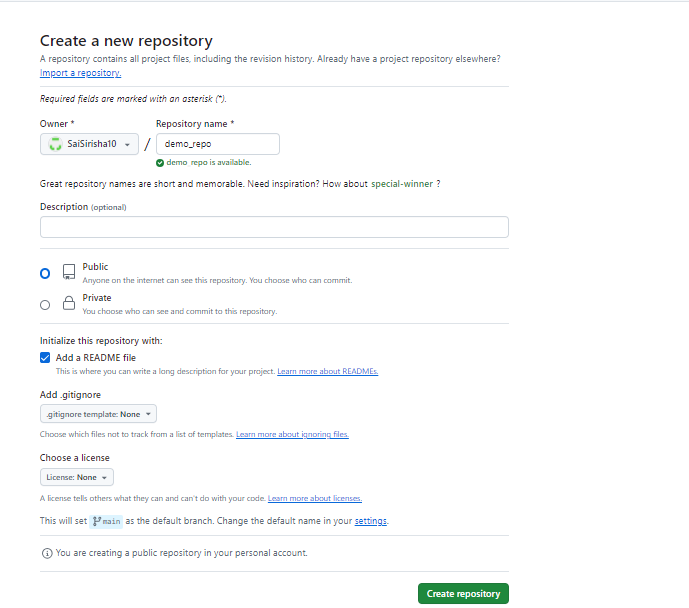 Create a new repository
A repository contains all project files, including the revision history. Already have a project repository elsewhere?
Import a repository.
Required fields are marked with an asterisk (*).
Owner * Repository name *
SaiSirisha10 / demo_repo
demo_repo is available.
Great repository names are short and memorable. Need inspiration? How about special-winner ?
Description (optional)
Public
Anyone on the internet can see this repository. You choose who can commit.
Private
You choose who can see and commit to this repository.
Initialize this repository with:
Add a README file
This is where you can write a long description for your project. Learn more about READMEs.
Add .gitignore
.gitignore template: None
Choose which files not to track from a list of templates. Learn more about ignoring files.
Choose a license
License: None
A license tells others what they can and can't do with your code. Learn more about licenses.
This will set main as the default branch. Change the default name in your settings.
You are creating a public repository in your personal account.
Create repository